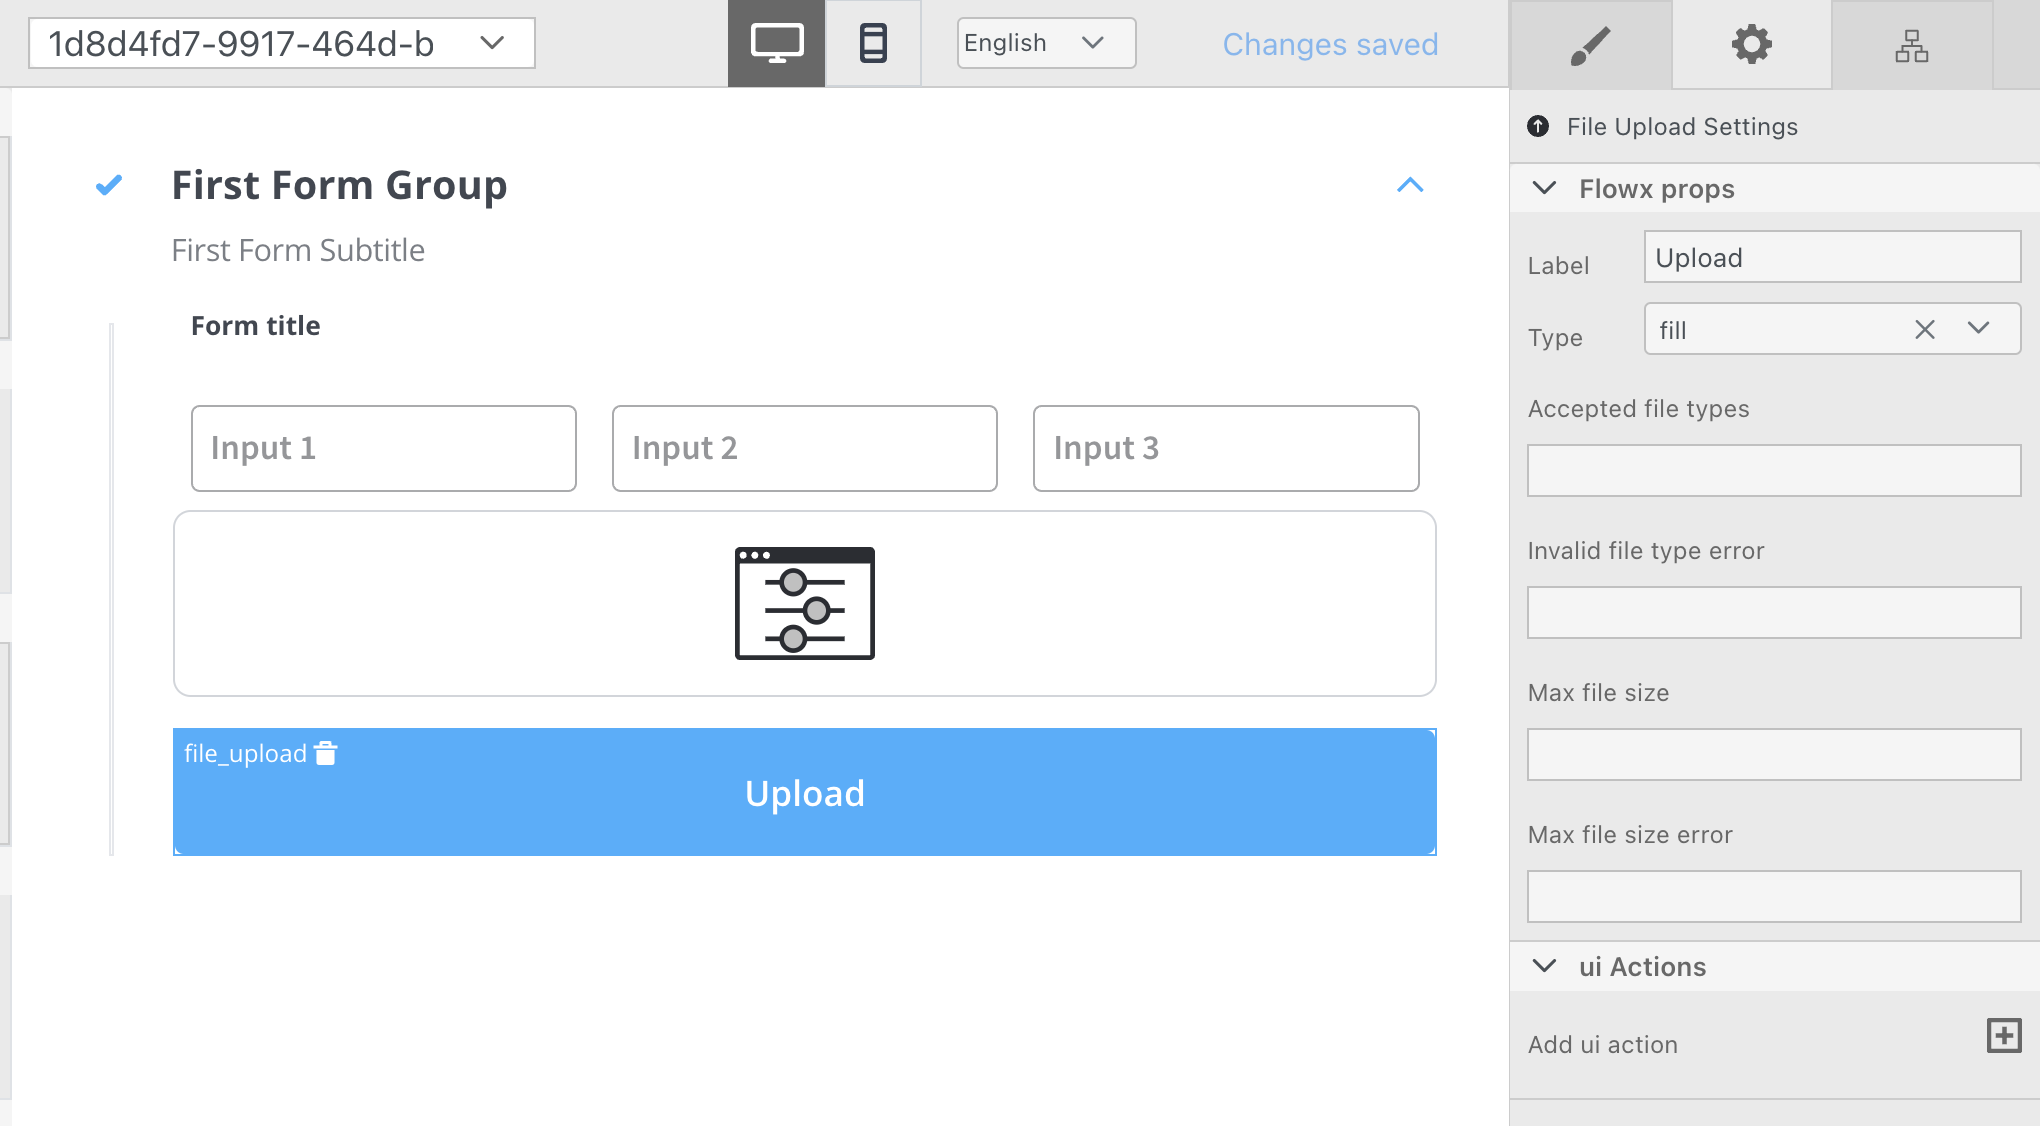 1d8d4fd7-9917-464d-b
English
Changes saved
First Form Group
First Form Subtitle
Form title
Input 1
Input 2
Input 3
file_upload
Upload
File Upload Settings
Flowx props
Label
Upload
Type
fill
Accepted file types
Invalid file type error
Max file size
Max file size error
ui Actions
Add ui action